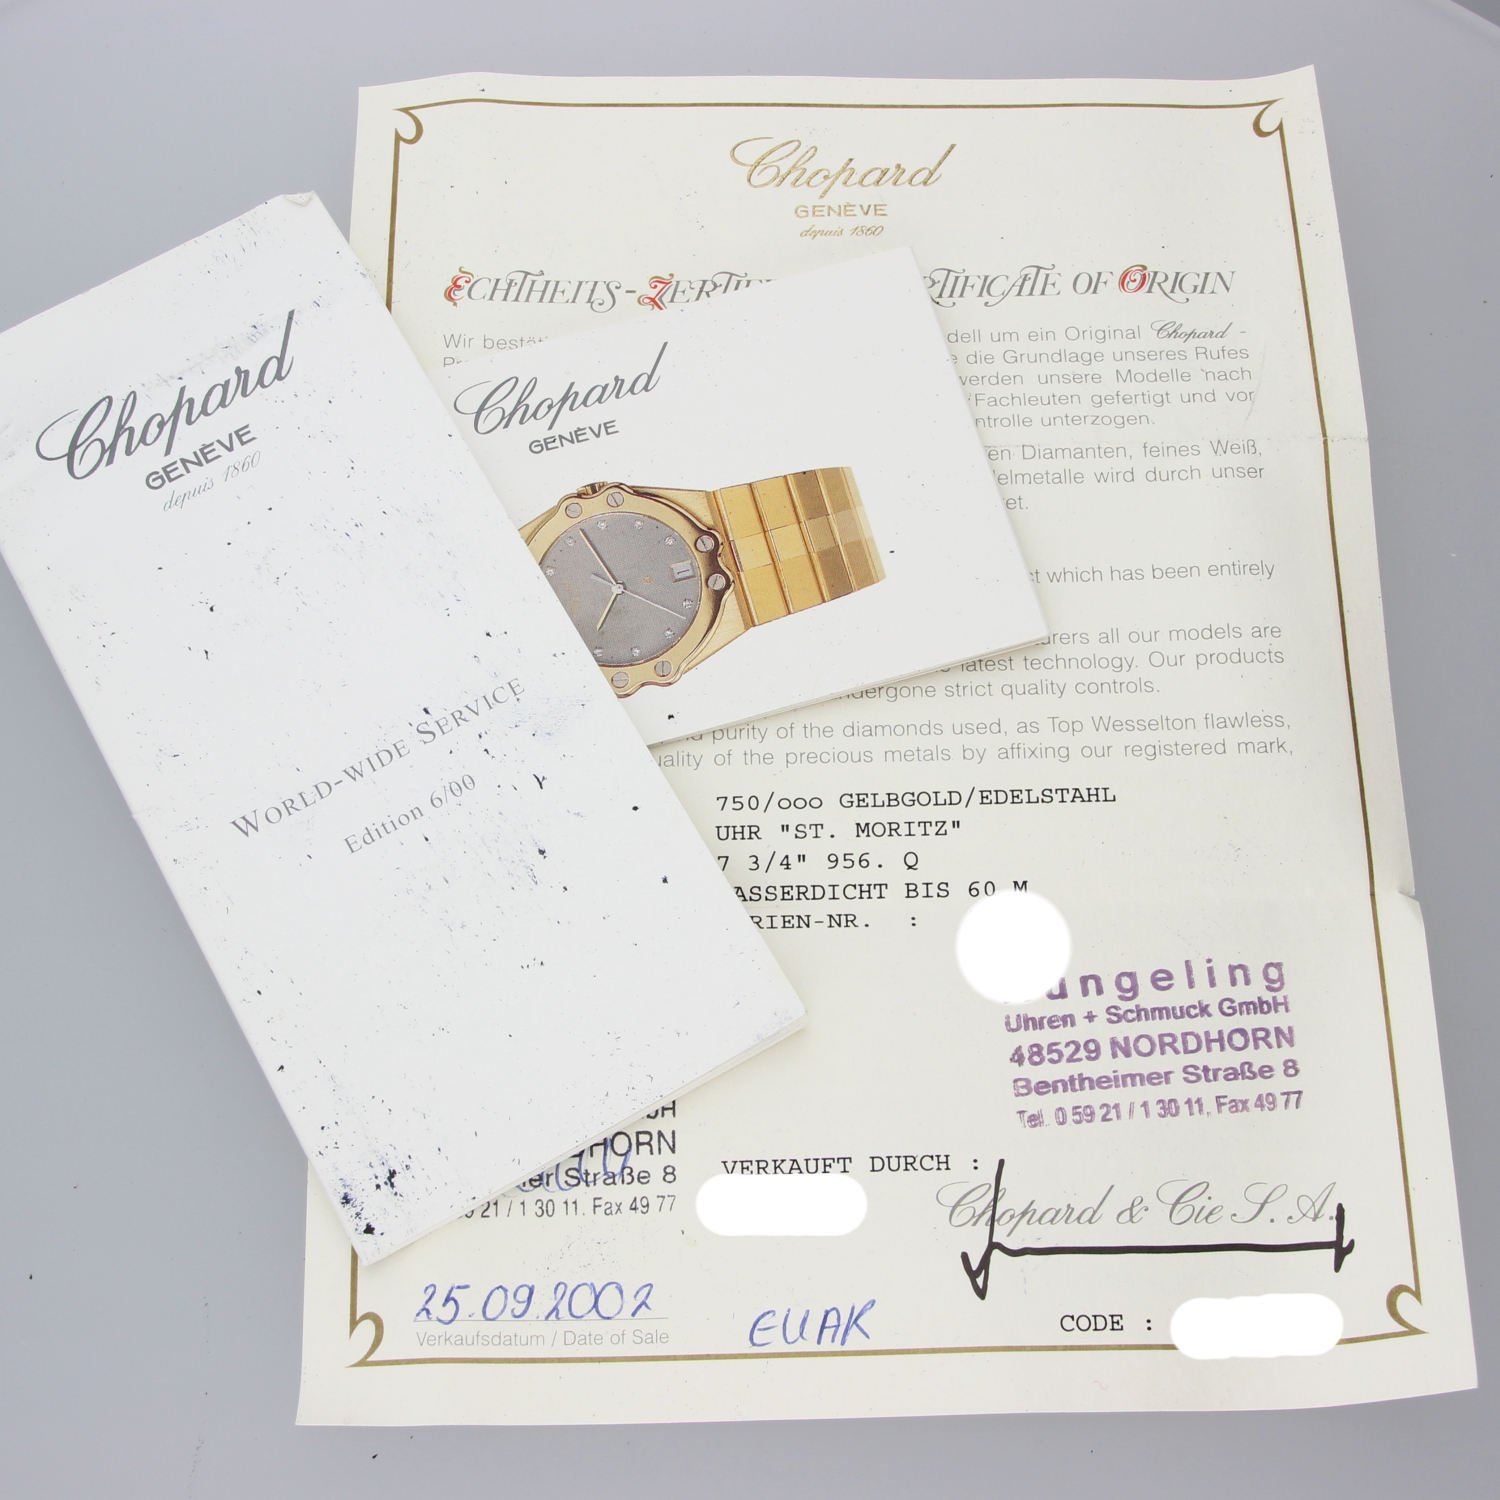 Chopard
GENÈVE
depuis 1860
WORLD-WIDE SERVICE
Edition 6/00
Chopard
GENÈVE
Chopard
GENÈVE
depuis 1860
ECHTHEITS-
OF ORIGIN
Wir
dell um ein Original Chopard -
die Grundlage unseres Rufes
werden unsere Modelle nach
Fachleuten gefertigt und vor
ntrolle unterzogen.
en Diamanten, feines Weiß,
elmetalle wird durch unser
et.
t which has been entirely
urers all our models are
latest technology. Our products
ndergone strict quality controls.
purity of the diamonds used, as Top Wesselton flawless,
ality of the precious metals by affixing our registered mark,
750/ooo GELBGOLD/EDELSTAHL
UHR "ST. MORITZ"
7 3/4" 956. Q
ASSERDICHT BIS 60 M
RIEN-NR. :
ungeling
Uhren + Schmuck GmbH
48529 NORDHORN
Bentheimer Straße 8
Tel. 0 59 21 / 1 30 11, Fax 49 77
HORN
er Straße 8
21 / 1 30 11. Fax 49 77
VERKAUFT DURCH :
Chopard & Cie S. A.
25.09.2002
Verkaufsdatum / Date of Sale
EUAK
CODE :